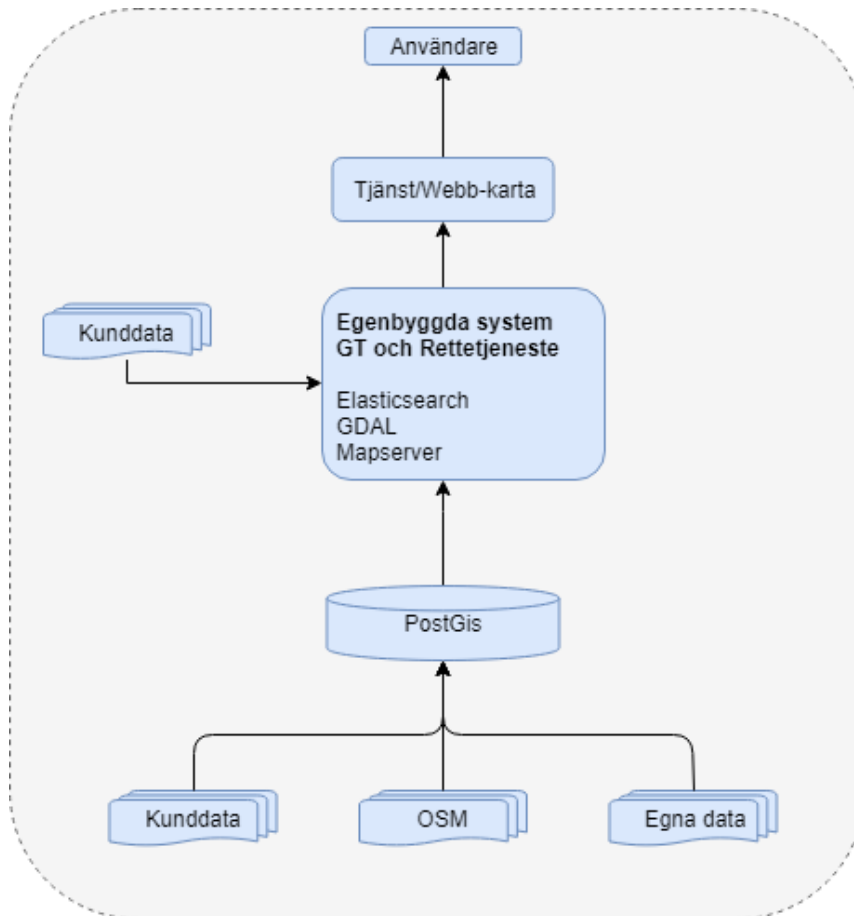 Användare
Tjänst/Webb-karta
Kunddata
Egenbyggda system
GT och Rettetjeneste
Elasticsearch
GDAL
Mapserver
PostGis
Kunddata
OSM
Egna data